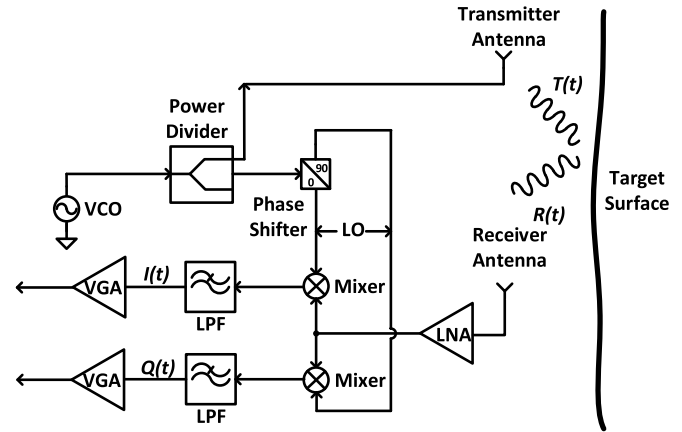 Transmitter
Antenna
T(t)
Power
Divider
90
0
VCO
Phase
Shifter
LO
R(t)
Target
Surface
Receiver
Antenna
VGA
I(t)
LPF
Mixer
LNA
VGA
Q(t)
LPF
Mixer